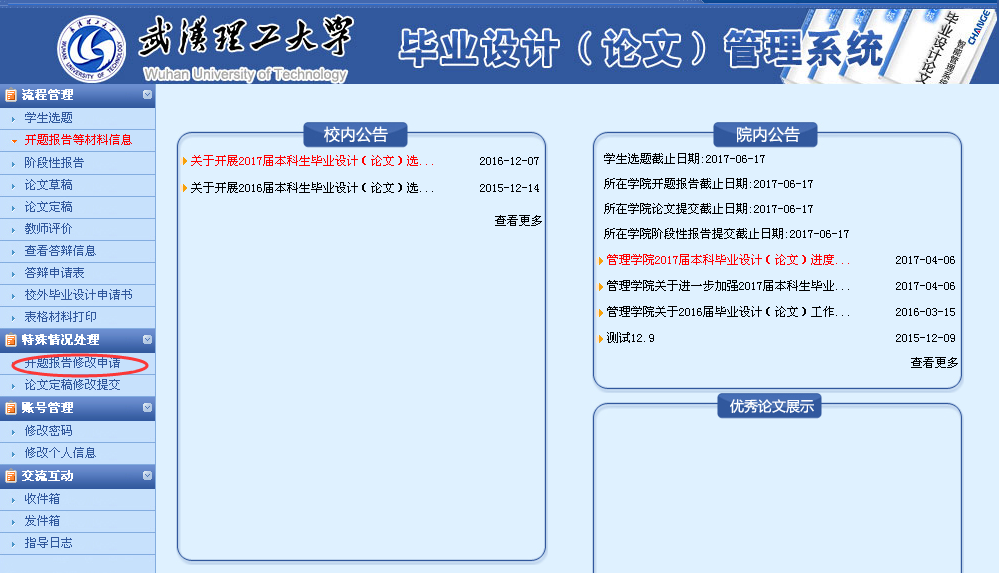 武汉理工大学
Wuhan University of Technology
毕业设计（论文）管理系统
毕业设计论文
智能管理系统
CHANGE
流程管理
学生选题
开题报告等材料信息
阶段性报告
论文草稿
论文定稿
教师评价
查看答辩信息
答辩申请表
校外毕业设计申请书
表格材料打印
特殊情况处理
开题报告修改申请
论文定稿修改提交
账号管理
修改密码
修改个人信息
交流互动
收件箱
发件箱
指导日志
校内公告
关于开展2017届本科生毕业设计（论文）选... 2016-12-07
关于开展2016届本科生毕业设计（论文）选... 2015-12-14
查看更多
院内公告
学生选题截止日期:2017-06-17
所在学院开题报告截止日期:2017-06-17
所在学院论文提交截止日期:2017-06-17
所在学院阶段性报告提交截止日期:2017-06-17
管理学院2017届本科毕业设计（论文）进度... 2017-04-06
管理学院关于进一步加强2017届本科生毕业... 2017-04-06
管理学院关于2016届毕业设计（论文）工作... 2016-03-15
测试12.9 2015-12-09
查看更多
优秀论文展示